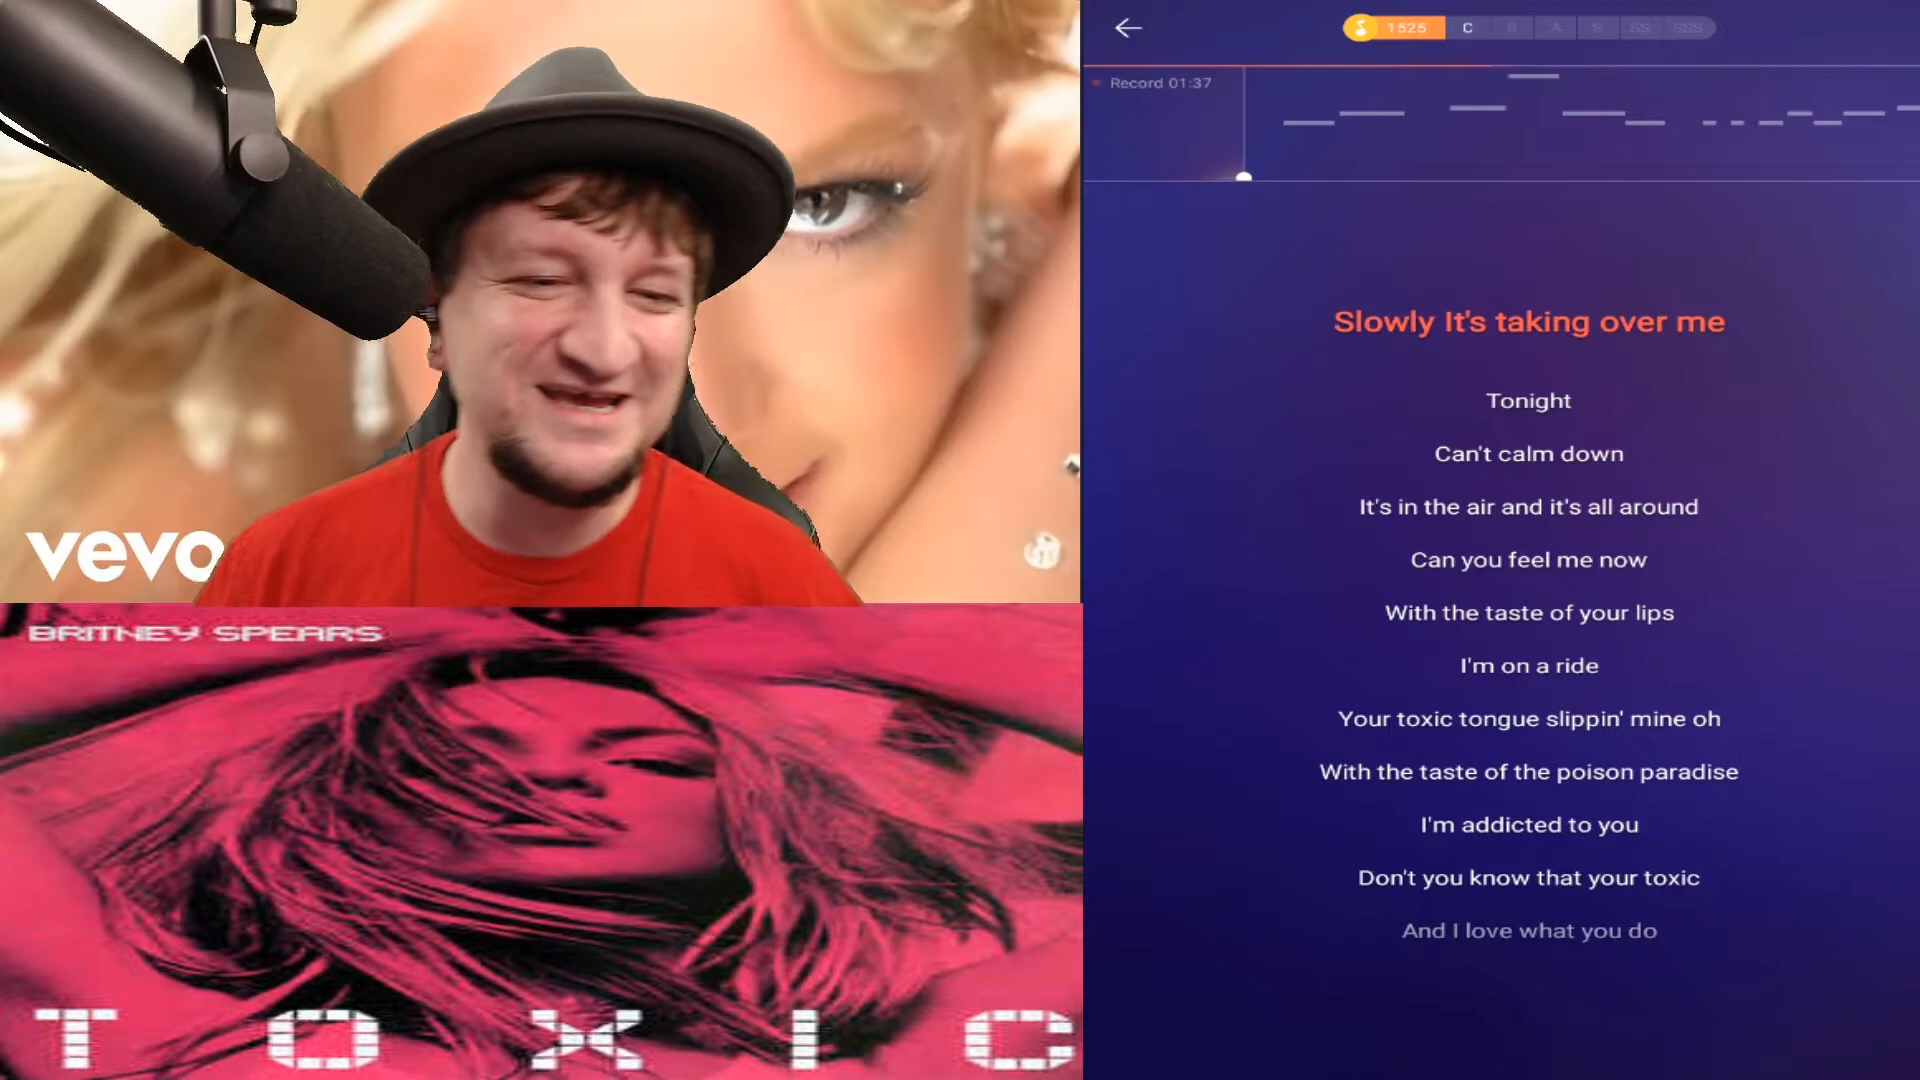 vevo
BRITNEY SPEARS
TOXIC
1525 C B A S SS SSS
Record 01:37
Slowly It's taking over me
Tonight
Can't calm down
It's in the air and it's all around
Can you feel me now
With the taste of your lips
I'm on a ride
Your toxic tongue slippin' mine oh
With the taste of the poison paradise
I'm addicted to you
Don't you know that your toxic
And I love what you do